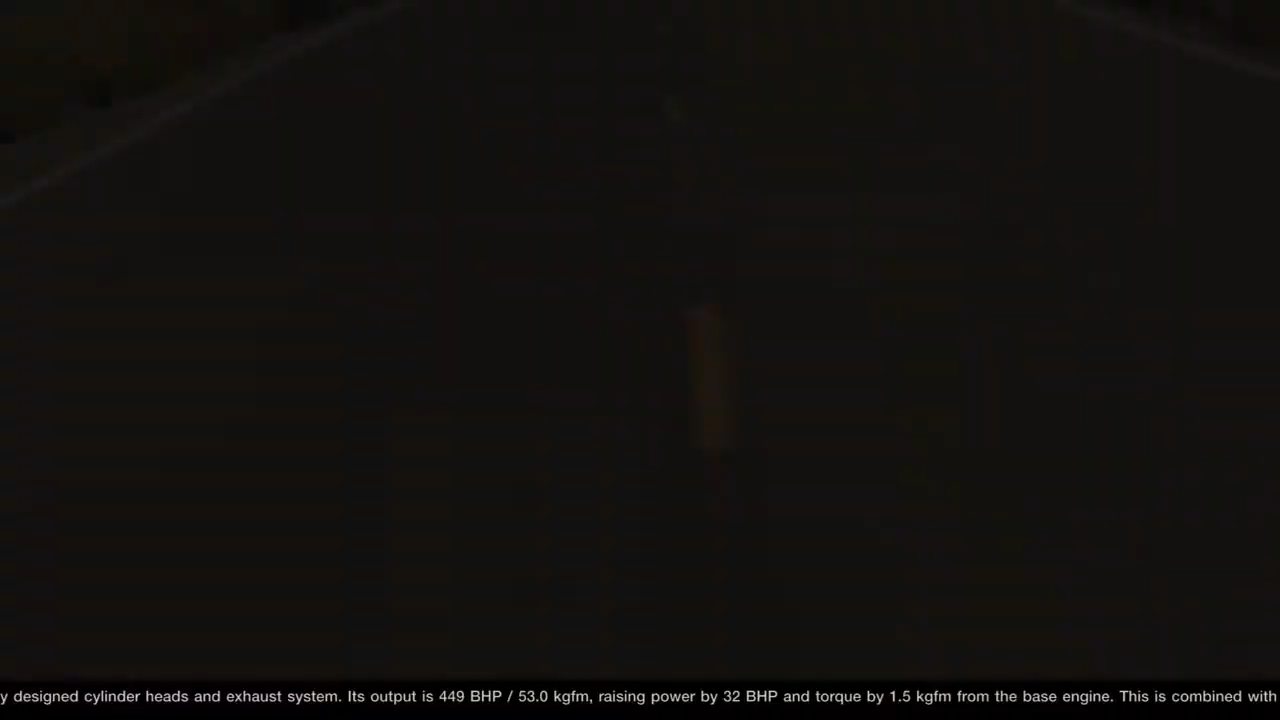 y designed cylinder heads and exhaust system. Its output is 449 BHP / 53.0 kgfm, raising power by 32 BHP and torque by 1.5 kgfm from the base engine. This is combined with